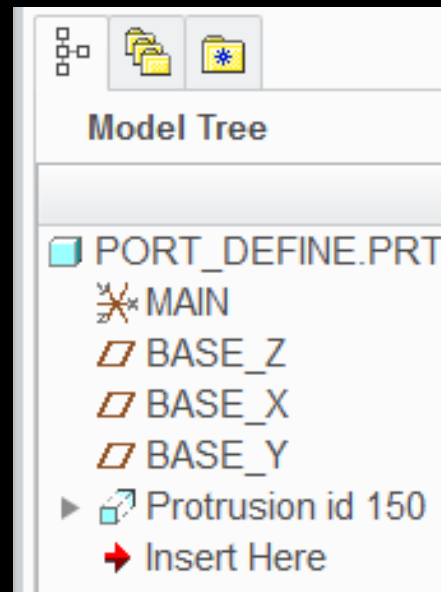 Model Tree
PORT_DEFINE.PRT
MAIN
BASE_Z
BASE_X
BASE_Y
Protrusion id 150
Insert Here